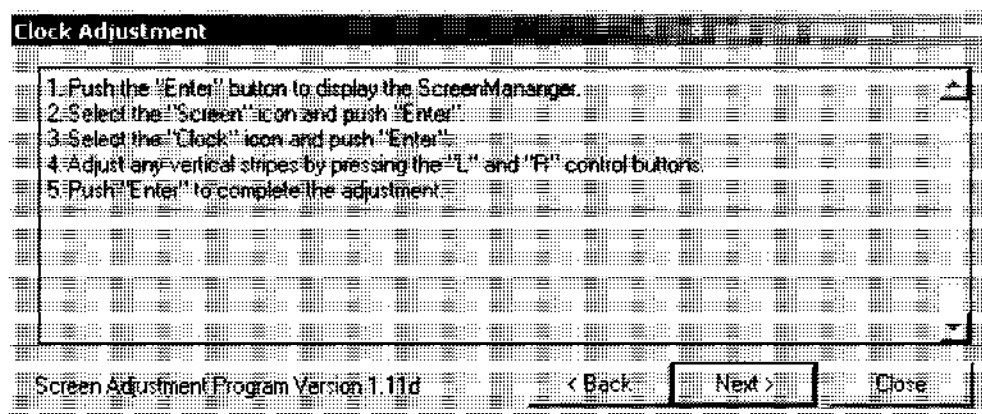 Clock Adjustment
1. Push the "Enter" button to display the ScreenMananger.
2. Select the "Screen" icon and push "Enter".
3. Select the "Clock" icon and push "Enter".
4. Adjust any vertical stripes by pressing the "L" and "R" control buttons.
5. Push "Enter" to complete the adjustment.
Screen Adjustment Program Version 1.11d
< Back
Next >
Close